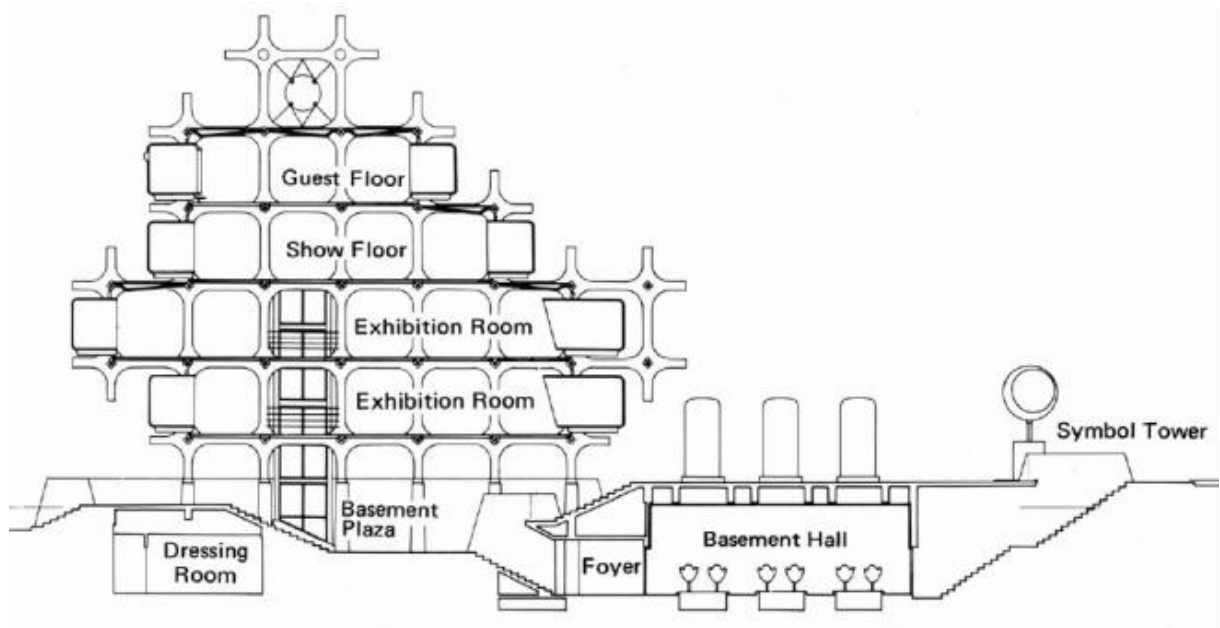 Guest Floor
Show Floor
Exhibition Room
Exhibition Room
Symbol Tower
Basement
Plaza
Basement Hall
Dressing
Room
Foyer